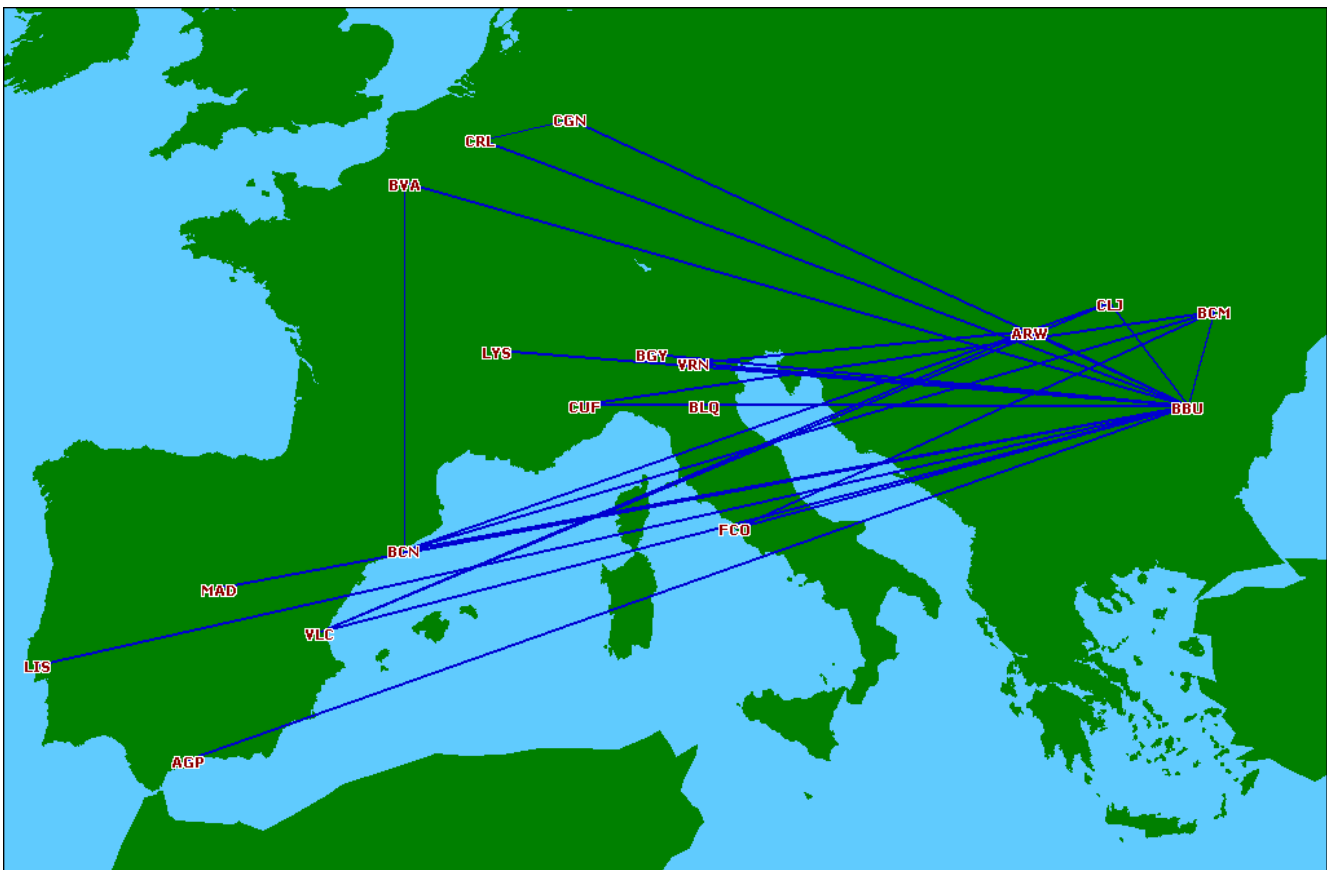 CGN
CRL
BVA
CLJ
BCM
ARW
LYS
BGY
VRN
CUF
BLQ
BBU
FCO
BCN
MAD
VLC
LIS
AGP